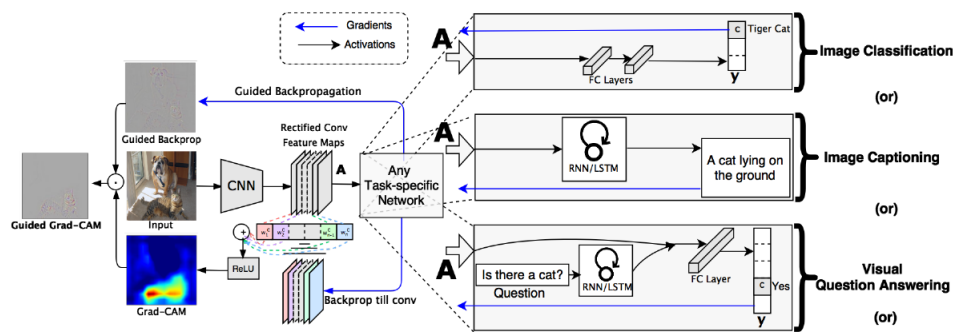 Gradients
Activations
A
Tiger Cat
c
FC Layers
y
Image Classification
(or)
Guided Backpropagation
Guided Backprop
Rectified Conv
Feature Maps
A
CNN
Any
Task-specific
Network
Input
Guided Grad-CAM
A
RNN/LSTM
A cat lying on
the ground
Image Captioning
(or)
+
ReLU
Grad-CAM
Backprop till conv
A
Is there a cat?
Question
RNN/LSTM
FC Layer
c
Yes
y
Visual
Question Answering
(or)